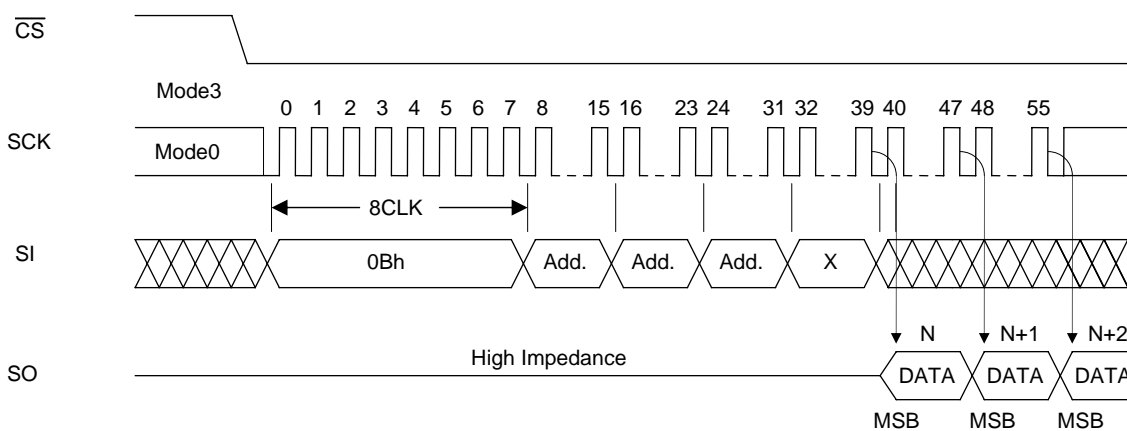 CS
Mode3
0 1 2 3 4 5 6 7 8 15 16 23 24 31 32 39 40 47 48 55
SCK
Mode0
8CLK
SI
0Bh Add. Add. Add. X
N N+1 N+2
High Impedance
SO
DATA DATA DATA
MSB MSB MSB